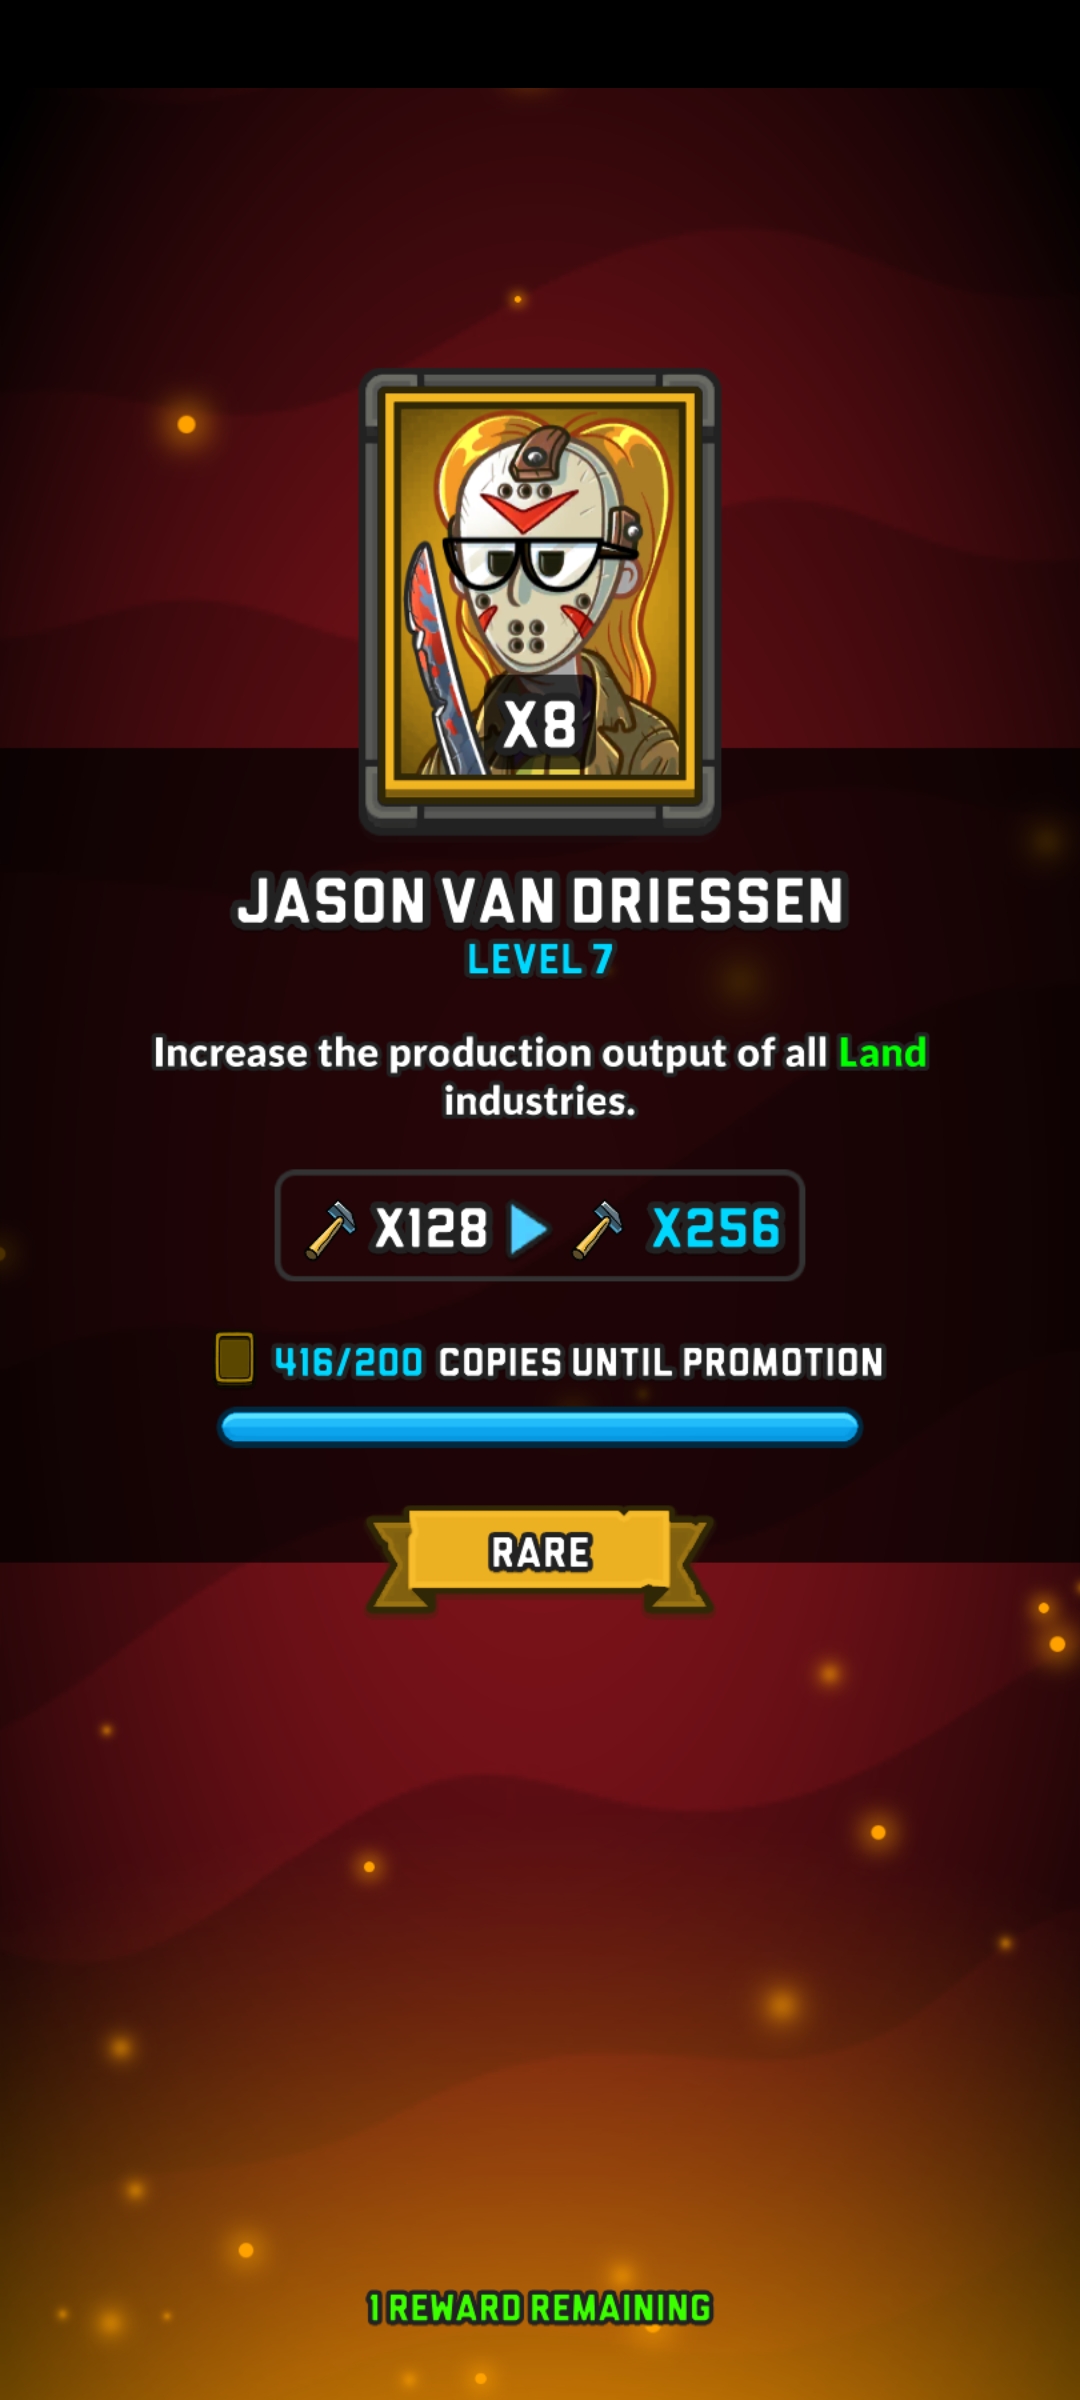 X8
JASON VAN DRIESSEN
LEVEL 7
Increase the production output of all Land
industries.
X128 X256
416/200 COPIES UNTIL PROMOTION
RARE
1 REWARD REMAINING